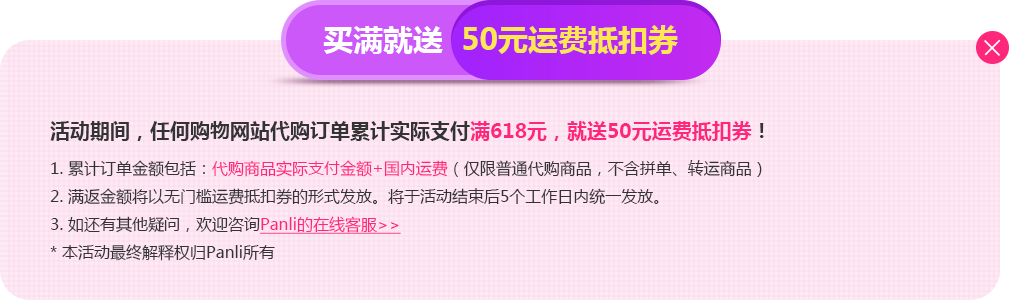 买满就送 50元运费抵扣券
活动期间，任何购物网站代购订单累计实际支付满618元，就送50元运费抵扣券！
1. 累计订单金额包括：代购商品实际支付金额+国内运费（仅限普通代购商品，不含拼单、转运商品）
2. 满返金额将以无门槛运费抵扣券的形式发放。将于活动结束后5个工作日内统一发放。
3. 如还有其他疑问，欢迎咨询Panli的在线客服>>
* 本活动最终解释权归Panli所有